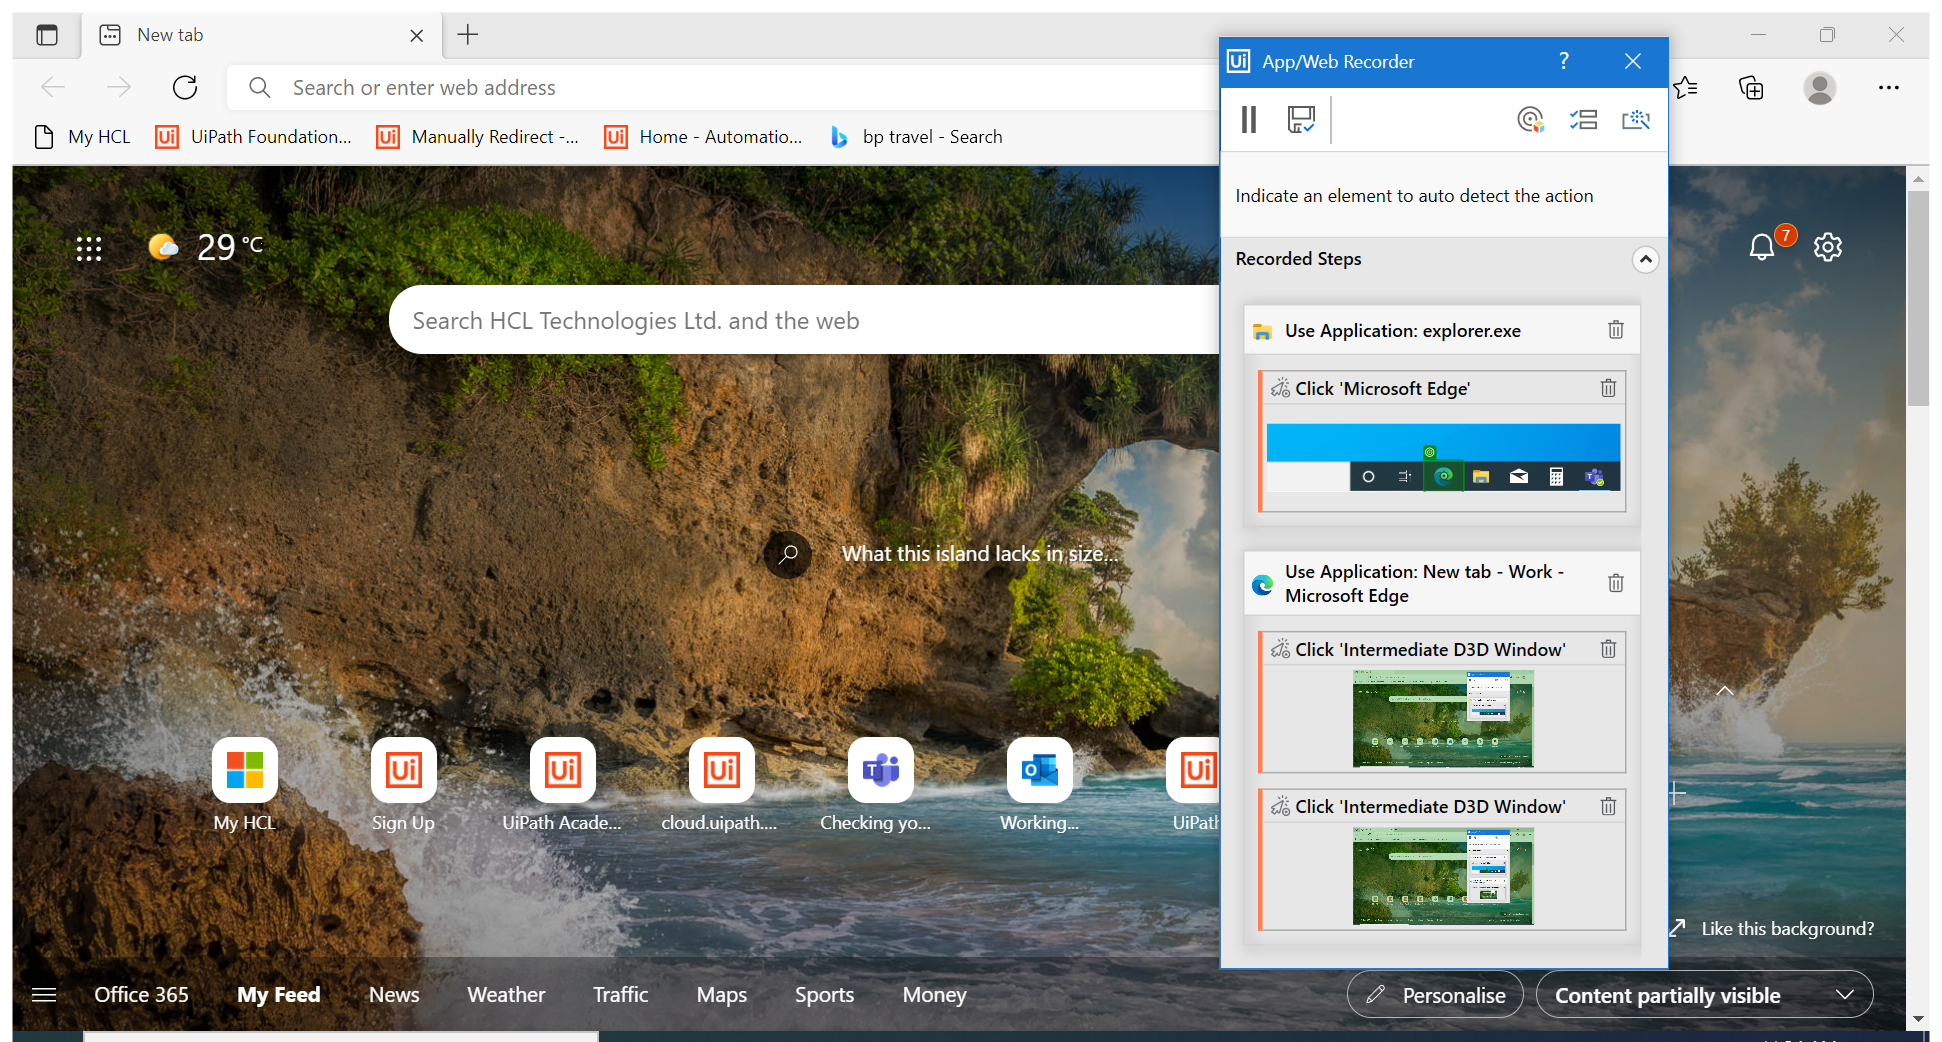 New tab
Search or enter web address
My HCL
UiPath Foundation...
Manually Redirect -...
Home - Automatio...
bp travel - Search
29 °C
Search HCL Technologies Ltd. and the web
What this island lacks in size...
My HCL
Sign Up
UiPath Acade...
cloud.uipath....
Checking yo...
Working...
UiPath
Office 365
My Feed
News
Weather
Traffic
Maps
Sports
Money
Ui App/Web Recorder ?
Indicate an element to auto detect the action
Recorded Steps
Use Application: explorer.exe
Click 'Microsoft Edge'
Use Application: New tab - Work -
Microsoft Edge
Click 'Intermediate D3D Window'
Click 'Intermediate D3D Window'
7
Like this background?
Personalise
Content partially visible